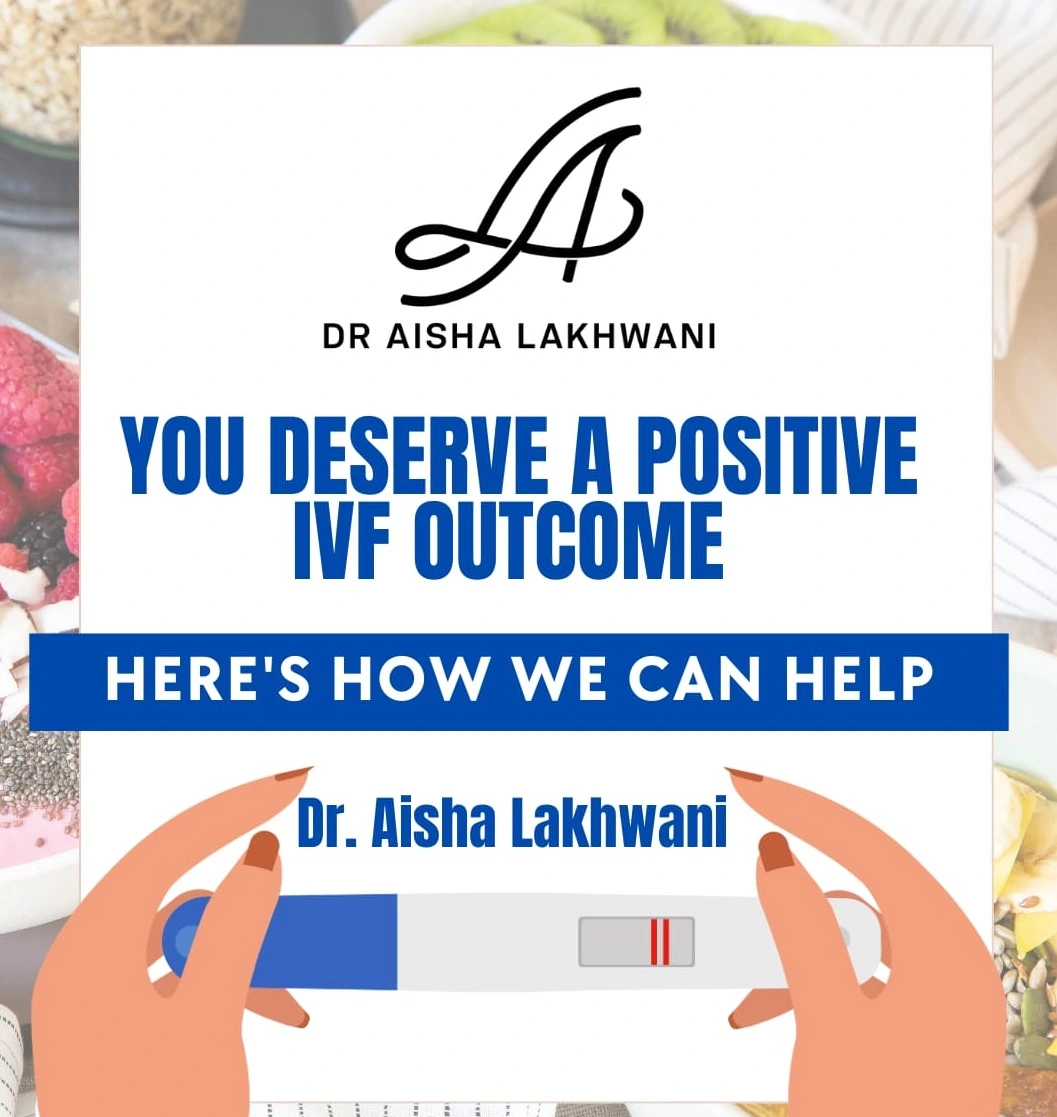 DR AISHA LAKHWANI
YOU DESERVE A POSITIVE
IVF OUTCOME
HERE'S HOW WE CAN HELP
Dr. Aisha Lakhwani